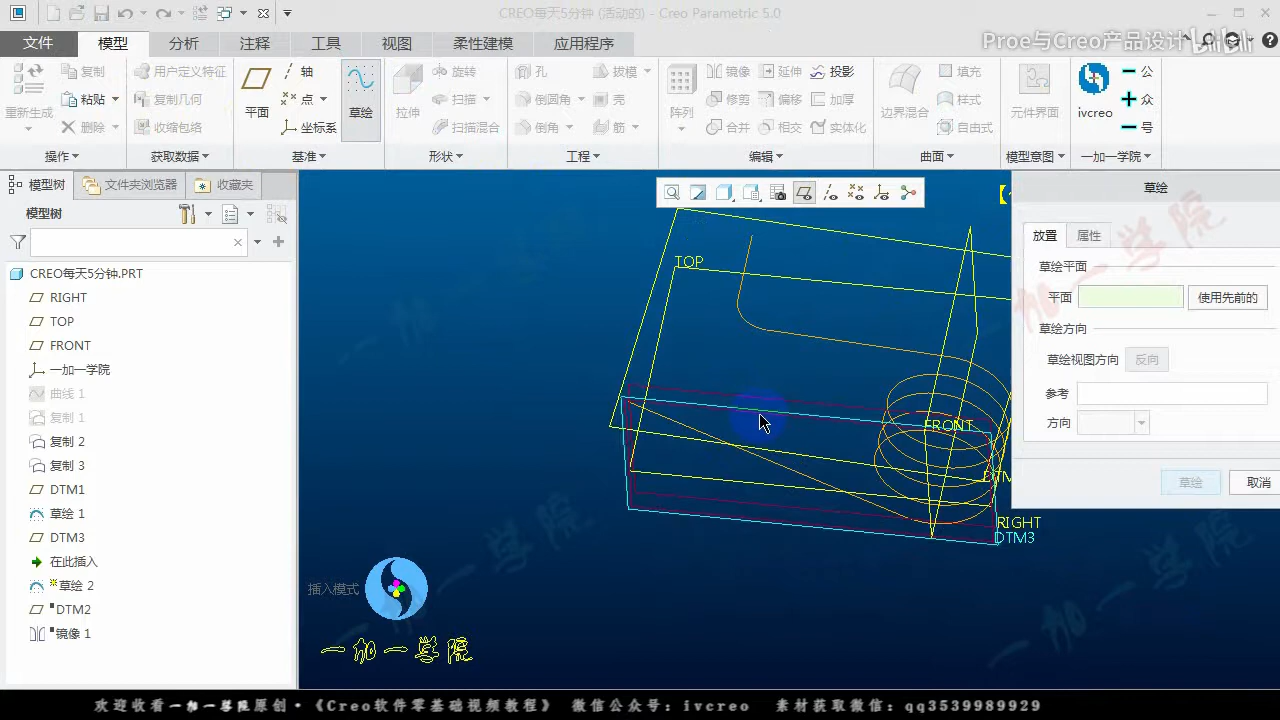 CREO每天5分钟 (活动的) - Creo Parametric 5.0
文件 模型 分析 注释 工具 视图 柔性建模 应用程序
Proe与Creo产品设计 bilibili
重新生成 复制 粘贴 删除
用户定义特征 复制几何 收缩包络
平面 轴 点 坐标系 草绘
拉伸 旋转 扫描 扫描混合
孔 倒圆角 倒角 拔模 壳 筋
阵列 镜像 修剪 合并 延伸 偏移 相交 投影 加厚 实体化
边界混合 填充 样式 自由式
元件界面
ivcreo 公 众 号
操作 获取数据 基准 形状 工程 编辑 曲面 模型意图 一加一学院
模型树 文件夹浏览器 收藏夹
模型树
CREO每天5分钟.PRT
RIGHT
TOP
FRONT
一加一学院
曲线 1
复制 1
复制 2
复制 3
DTM1
草绘 1
DTM3
在此插入
草绘 2
DTM2
镜像 1
TOP
FRONT
RIGHT
DTM3
插入模式
一加一学院
草绘
放置 属性
草绘平面
平面 使用先前的
草绘方向
草绘视图方向 反向
参考
方向
草绘 取消
欢迎收看一加一学院原创·《Creo软件零基础视频教程》 微信公众号：ivcreo 素材获取微信：qq3539989929